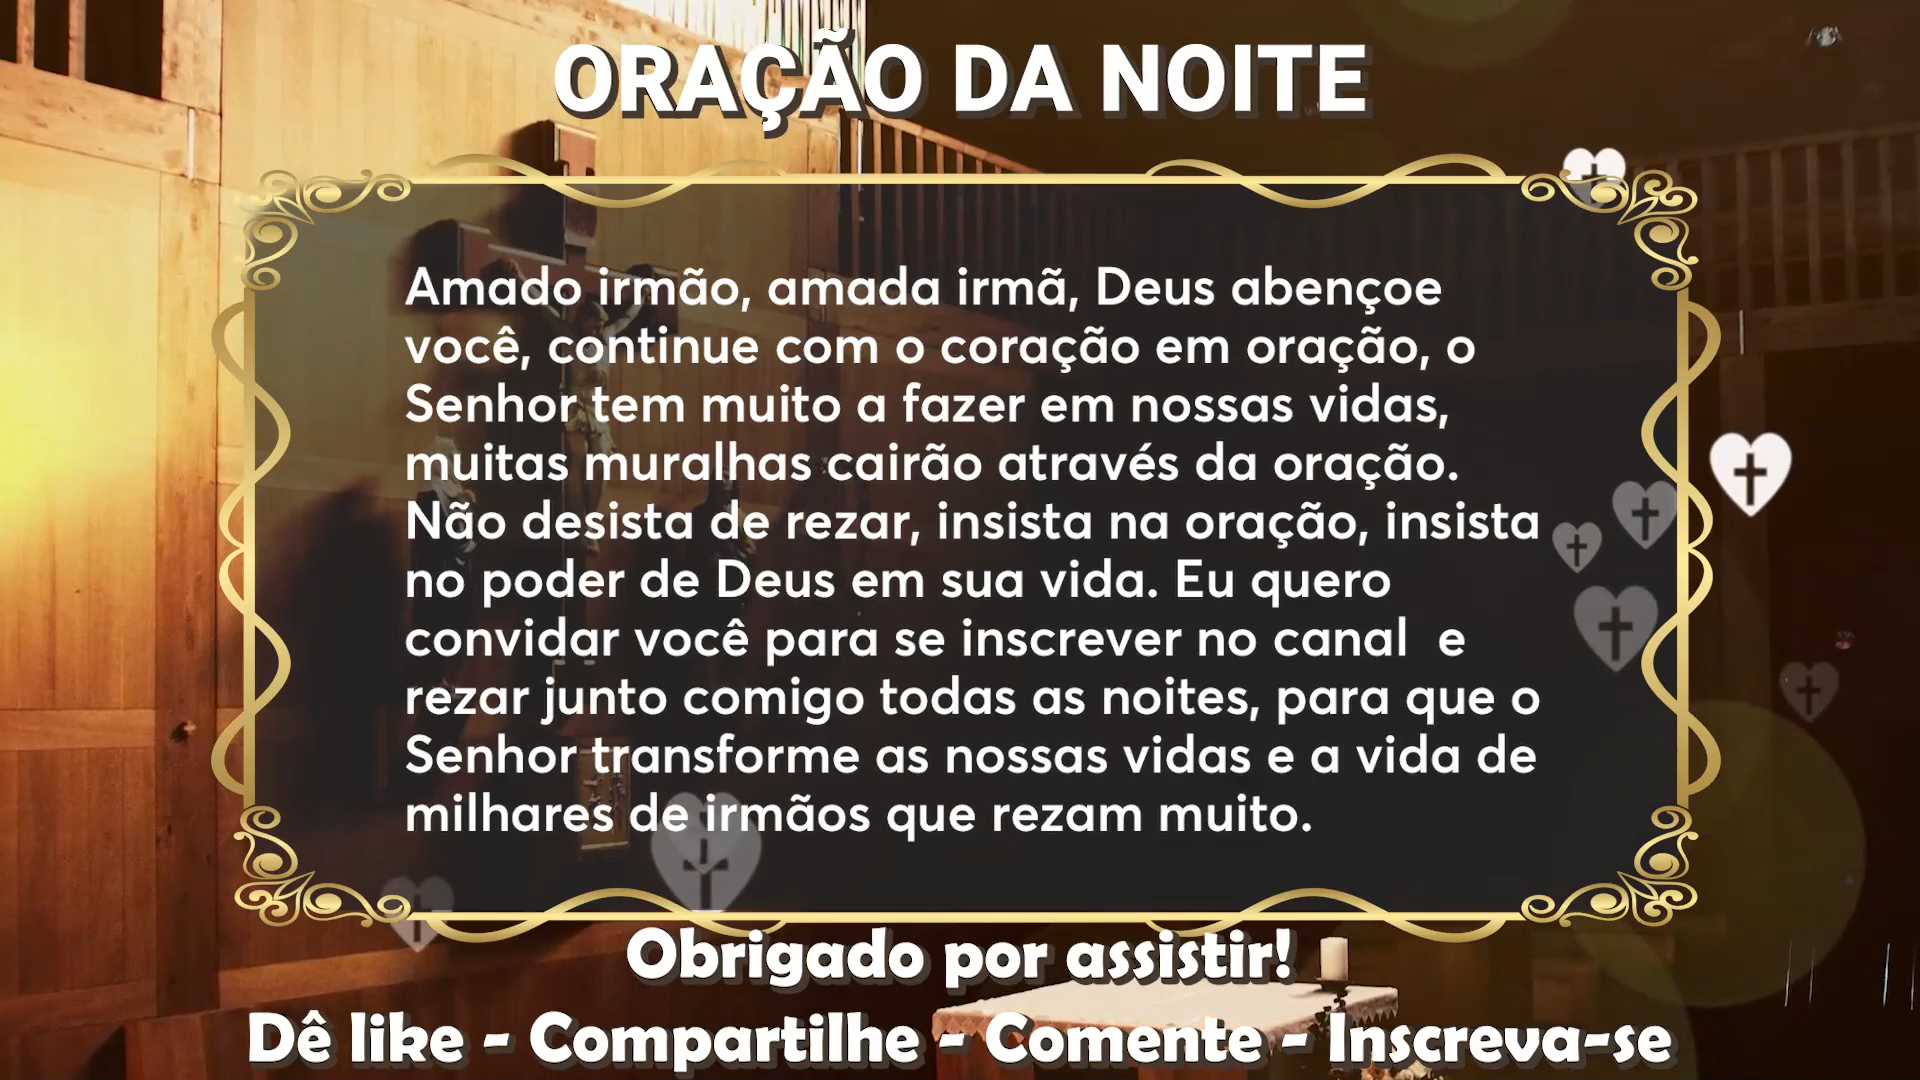 ORAÇÃO DA NOITE
Amado irmão, amada irmã, Deus abençoe
você, continue com o coração em oração, o
Senhor tem muito a fazer em nossas vidas,
muitas muralhas cairão através da oração.
Não desista de rezar, insista na oração, insista
no poder de Deus em sua vida. Eu quero
convidar você para se inscrever no canal  e
rezar junto comigo todas as noites, para que o
Senhor transforme as nossas vidas e a vida de
milhares de irmãos que rezam muito.
Obrigado por assistir!
Dê like - Compartilhe - Comente - Inscreva-se